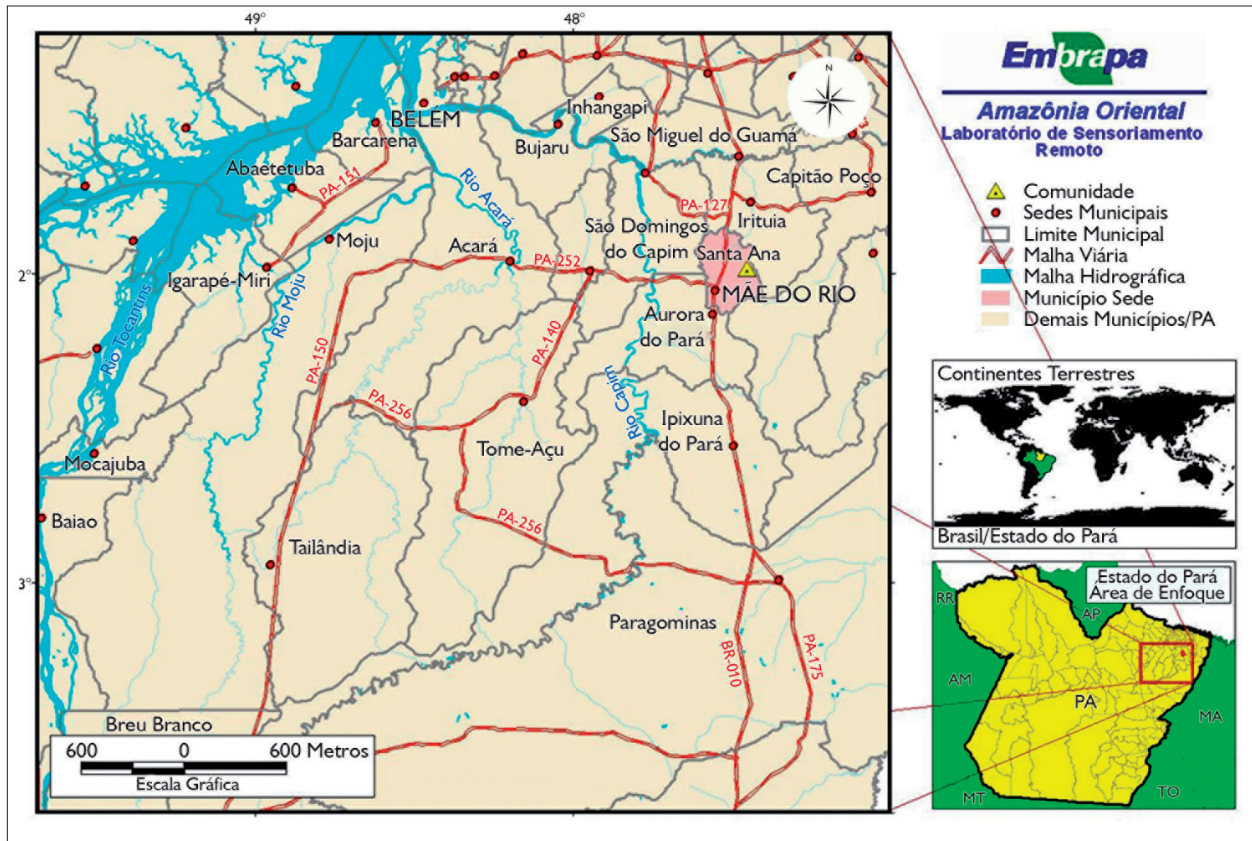 49°
48°
BELÉM
Inhangapi
Barcarena
Bujaru
São Miguel do Guamá
N
Abaetetuba
PA-151
Rio Acará
Capitão Poço
PA-127
Irituia
Moju
Acará
São Domingos
do Capim
Santa Ana
PA-252
2°
Igarapé-Miri
Rio Moju
MÃE DO RIO
Rio Tocantins
Aurora
do Pará
PA-150
PA-140
Rio Capim
PA-256
Ipixuna
do Pará
Tome-Açu
Mocajuba
Baiao
PA-256
Tailândia
3°
Paragominas
BR-010
PA-175
Breu Branco
600 0 600 Metros
Escala Gráfica
Embrapa
Amazônia Oriental
Laboratório de Sensoriamento
Remoto
Comunidade
Sedes Municipais
Limite Municipal
Malha Viária
Malha Hidrográfica
Município Sede
Demais Municípios/PA
Continentes Terrestres
Brasil/Estado do Pará
Estado do Pará
Área de Enfoque
RR
AP
AM
PA
MA
MT
TO